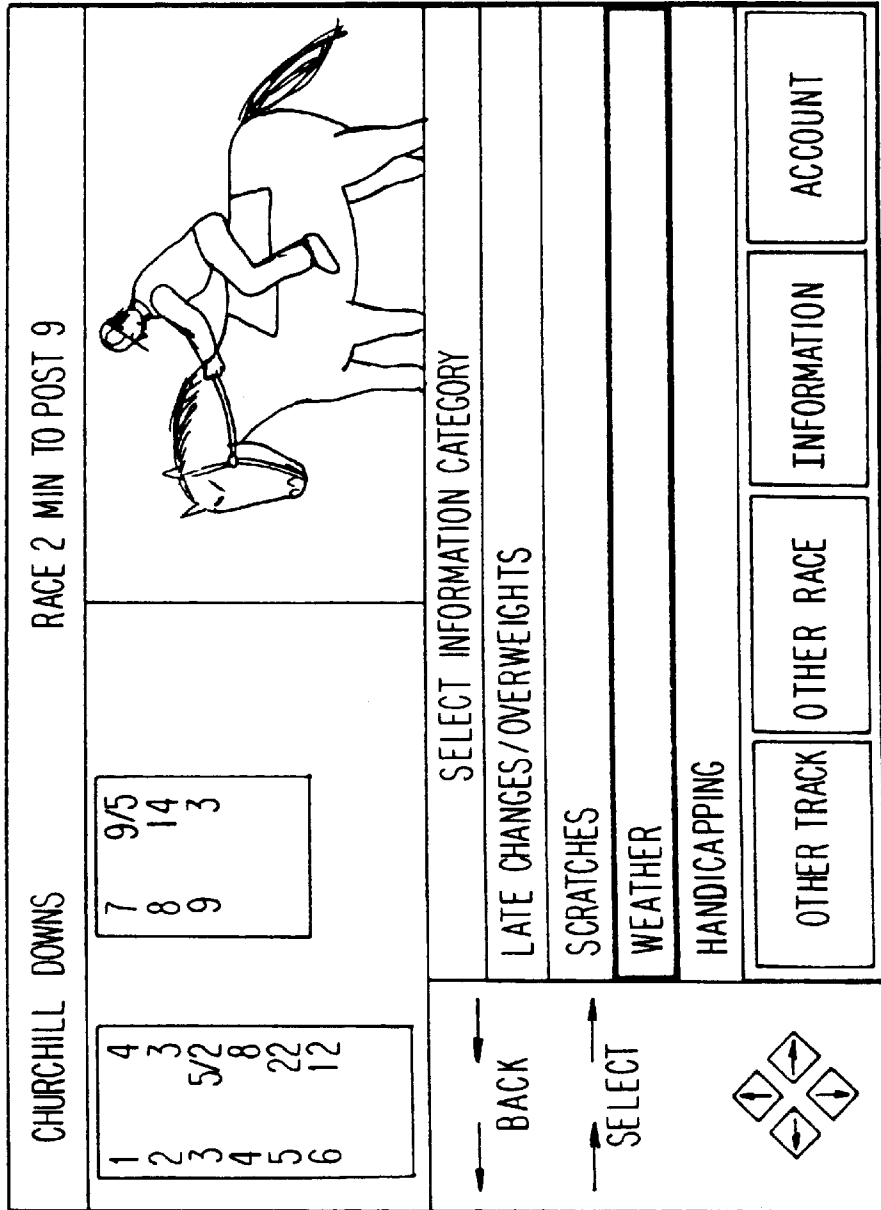 CHURCHILL DOWNS RACE 2 MIN TO POST 9
1 4 7 9/5
2 3 8 14
3 5/2 9 3
4 8
5 22
6 12
SELECT INFORMATION CATEGORY
BACK
LATE CHANGES/OVERWEIGHTS
SELECT
SCRATCHES
WEATHER
HANDICAPPING
OTHER TRACK OTHER RACE INFORMATION ACCOUNT